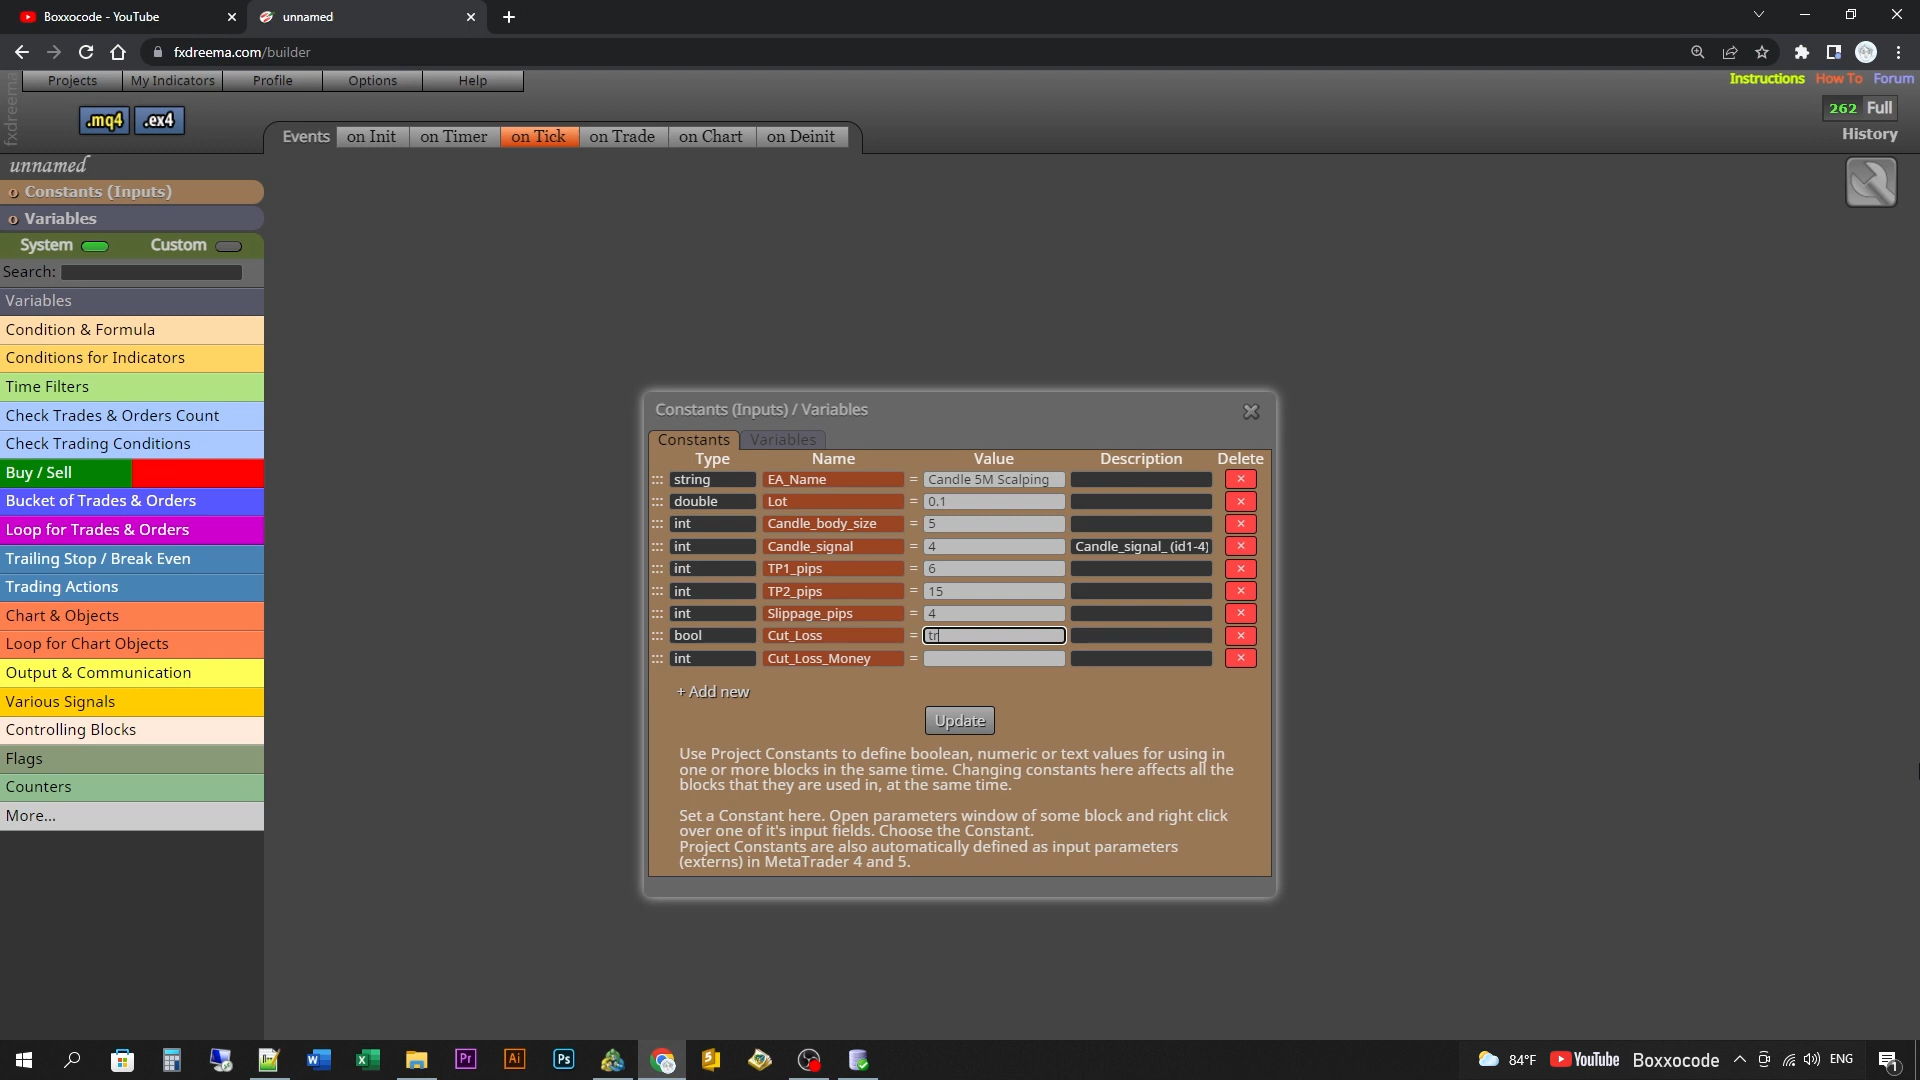 Boxxocode - YouTube
unnamed
fxdreema.com/builder
Projects My Indicators Profile Options Help
Instructions How To Forum
fxdreema
.mq4 .ex4
262 Full
Events on Init on Timer on Tick on Trade on Chart on Deinit
History
unnamed
Constants (Inputs)
Variables
System Custom
Search:
Variables
Condition & Formula
Conditions for Indicators
Time Filters
Check Trades & Orders Count
Check Trading Conditions
Buy / Sell
Bucket of Trades & Orders
Loop for Trades & Orders
Trailing Stop / Break Even
Trading Actions
Chart & Objects
Loop for Chart Objects
Output & Communication
Various Signals
Controlling Blocks
Flags
Counters
More...
Constants (Inputs) / Variables
Constants Variables
Type Name Value Description Delete
string EA_Name = Candle 5M Scalping
double Lot = 0.1
int Candle_body_size = 5
int Candle_signal = 4 Candle_signal_ (id1-4)
int TP1_pips = 6
int TP2_pips = 15
int Slippage_pips = 4
bool Cut_Loss = tr
int Cut_Loss_Money =
+ Add new
Update
Use Project Constants to define boolean, numeric or text values for using in
one or more blocks in the same time. Changing constants here affects all the
blocks that they are used in, at the same time.
Set a Constant here. Open parameters window of some block and right click
over one of it's input fields. Choose the Constant.
Project Constants are also automatically defined as input parameters
(externs) in MetaTrader 4 and 5.
84°F YouTube Boxxocode ENG 1